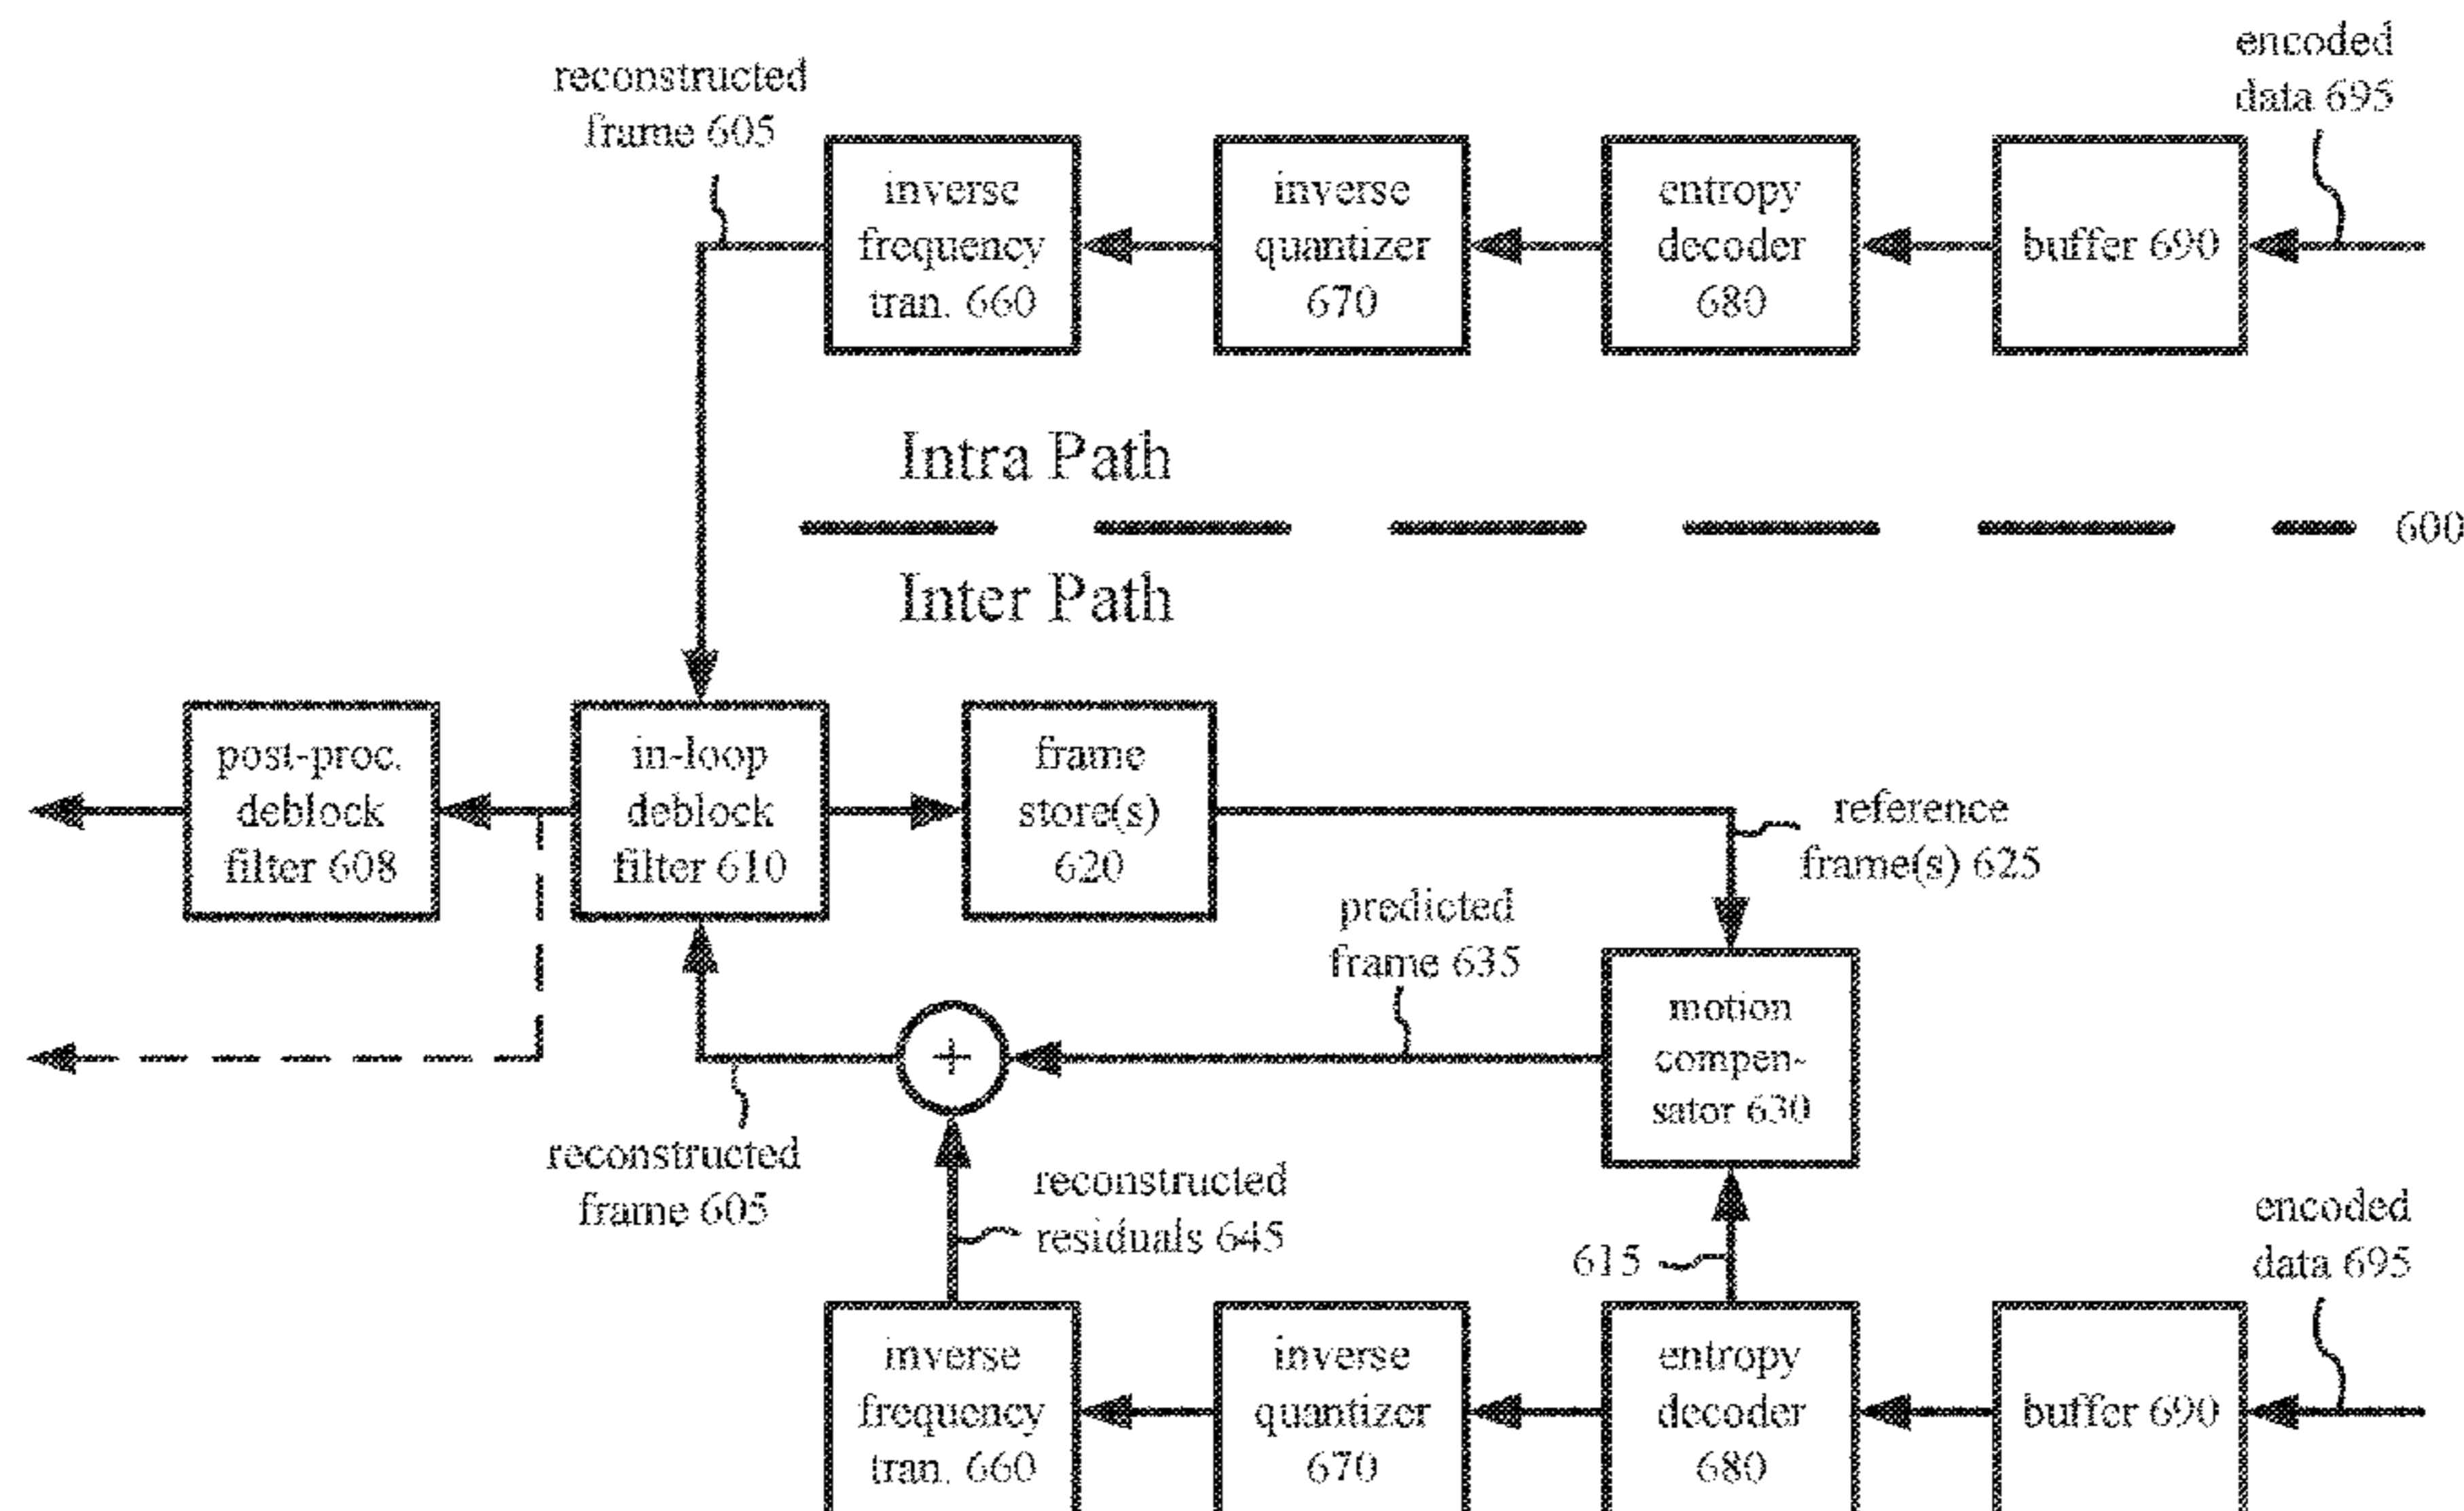 encoded
data 695
reconstructed
frame 605
inverse
frequency
tran. 660
inverse
quantizer
670
entropy
decoder
680
buffer 690
Intra Path
600
Inter Path
post-proc.
deblock
filter 608
in-loop
deblock
filter 610
frame
store(s)
620
reference
frame(s) 625
predicted
frame 635
motion
compen-
sator 630
+
reconstructed
frame 605
reconstructed
residuals 645
615
encoded
data 695
inverse
frequency
tran. 660
inverse
quantizer
670
entropy
decoder
680
buffer 690